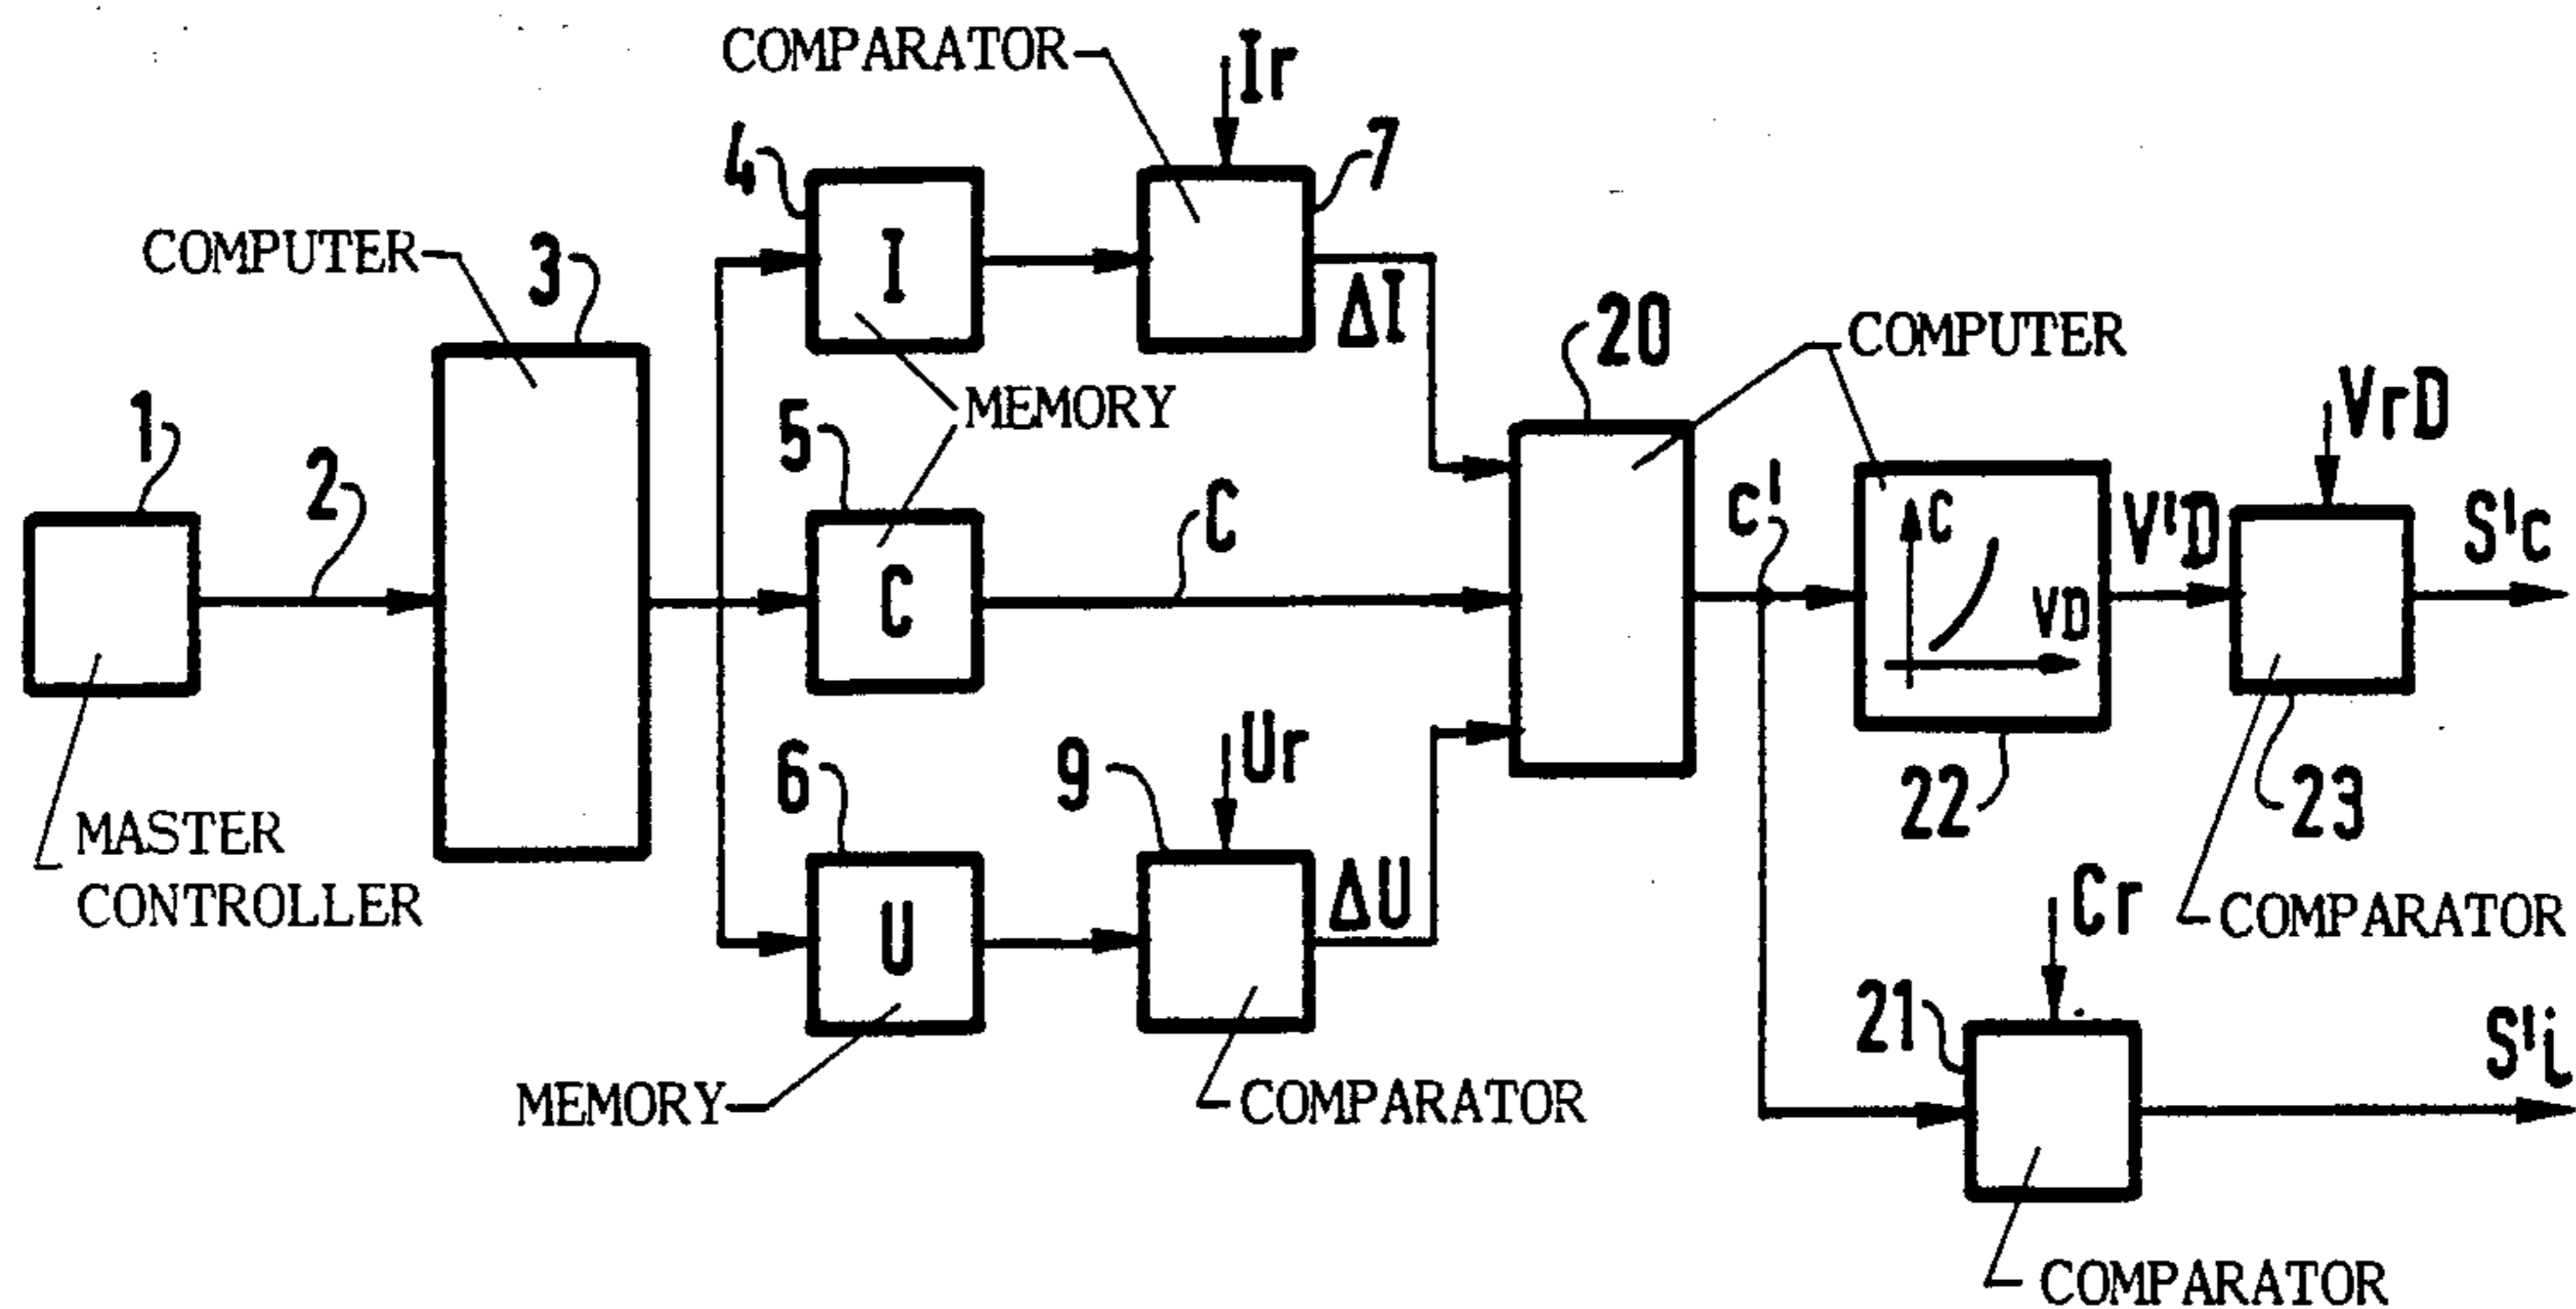 COMPARATOR
Ir
4
7
COMPUTER
3
I
ΔI
20
COMPUTER
1
2
5
MEMORY
VrD
C
c'
C
V'D
S'c
C
VD
6
9
Ur
22
23
MASTER
CONTROLLER
U
ΔU
Cr
COMPARATOR
21
S'i
MEMORY
COMPARATOR
COMPARATOR